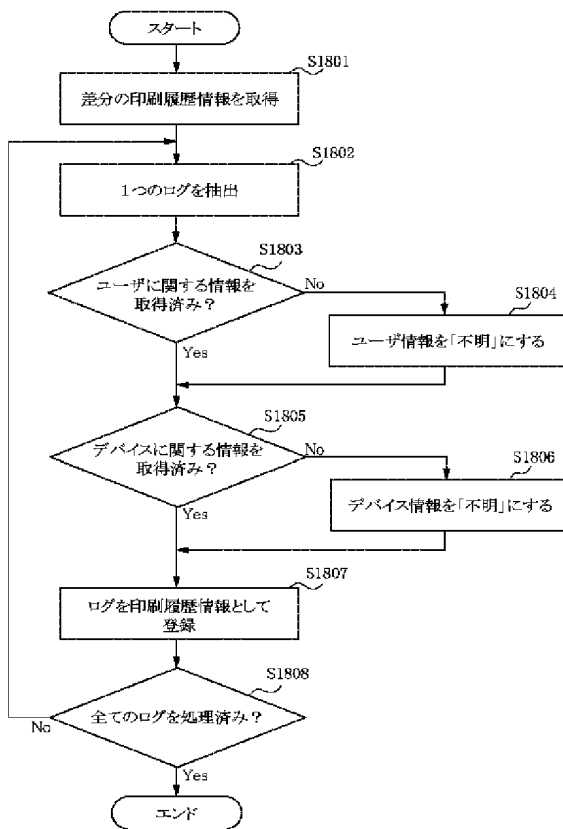 スタート
S1801
差分の印刷履歴情報を取得
S1802
1つのログを抽出
S1803
ユーザに関する情報を
取得済み?
No
S1804
ユーザ情報を「不明」にする
Yes
S1805
デバイスに関する情報を
取得済み?
No
S1806
デバイス情報を「不明」にする
Yes
S1807
ログを印刷履歴情報として
登録
S1808
全てのログを処理済み?
No
Yes
エンド